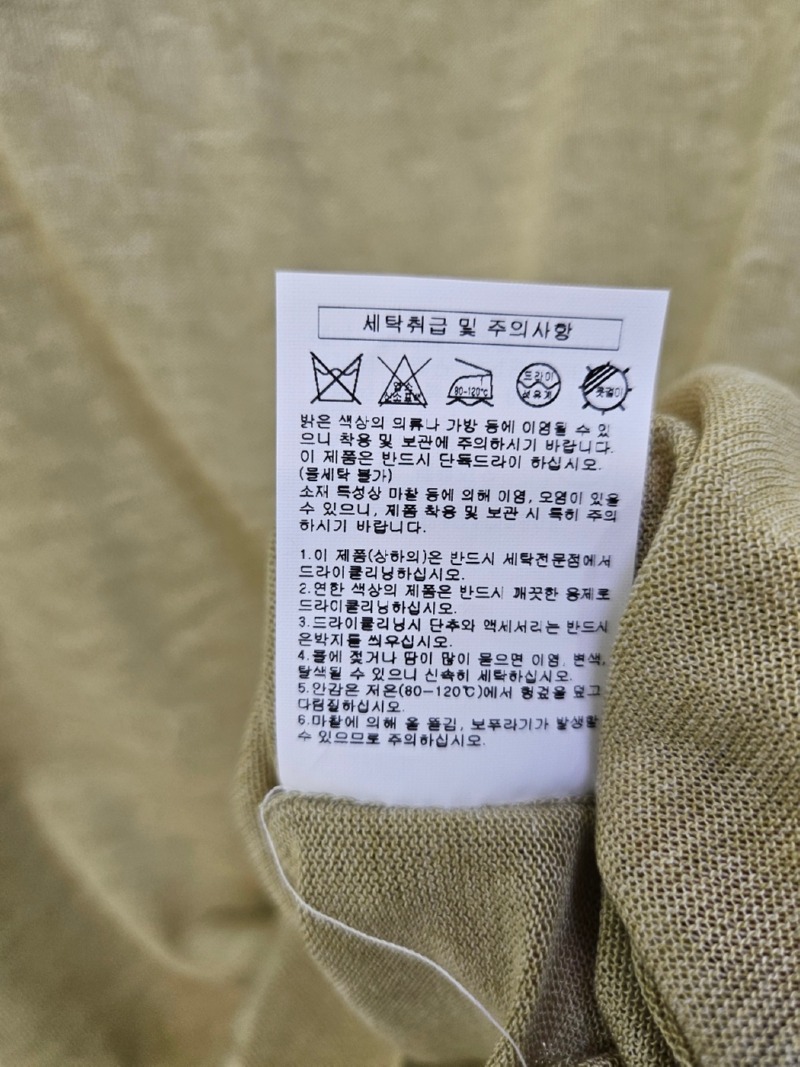 세탁취급 및 주의사항
80-120℃
드라이
석유계
옷걸이
밝은 색상의 의류나 가방 등에 이염될 수 있
으니 착용 및 보관에 주의하시기 바랍니다.
이 제품은 반드시 단독드라이 하십시오.
(물세탁 불가)
소재 특성상 마찰 등에 의해 이염, 오염이 있을
수 있으니, 제품 착용 및 보관 시 특히 주의
하시기 바랍니다.
1.이 제품(상하의)은 반드시 세탁전문점에서
드라이클리닝하십시오.
2.연한 색상의 제품은 반드시 깨끗한 용제로
드라이클리닝하십시오.
3.드라이클리닝시 단추와 액세서리는 반드시
은박지를 씌우십시오.
4.물에 젖거나 땀이 많이 묻으면 이염, 변색,
탈색될 수 있으니 신속히 세탁하십시오.
5.안감은 저온(80-120℃)에서 헝겊을 덮고
다림질하십시오.
6.마찰에 의해 올 풀림, 보푸라기가 발생할
수 있으므로 주의하십시오.